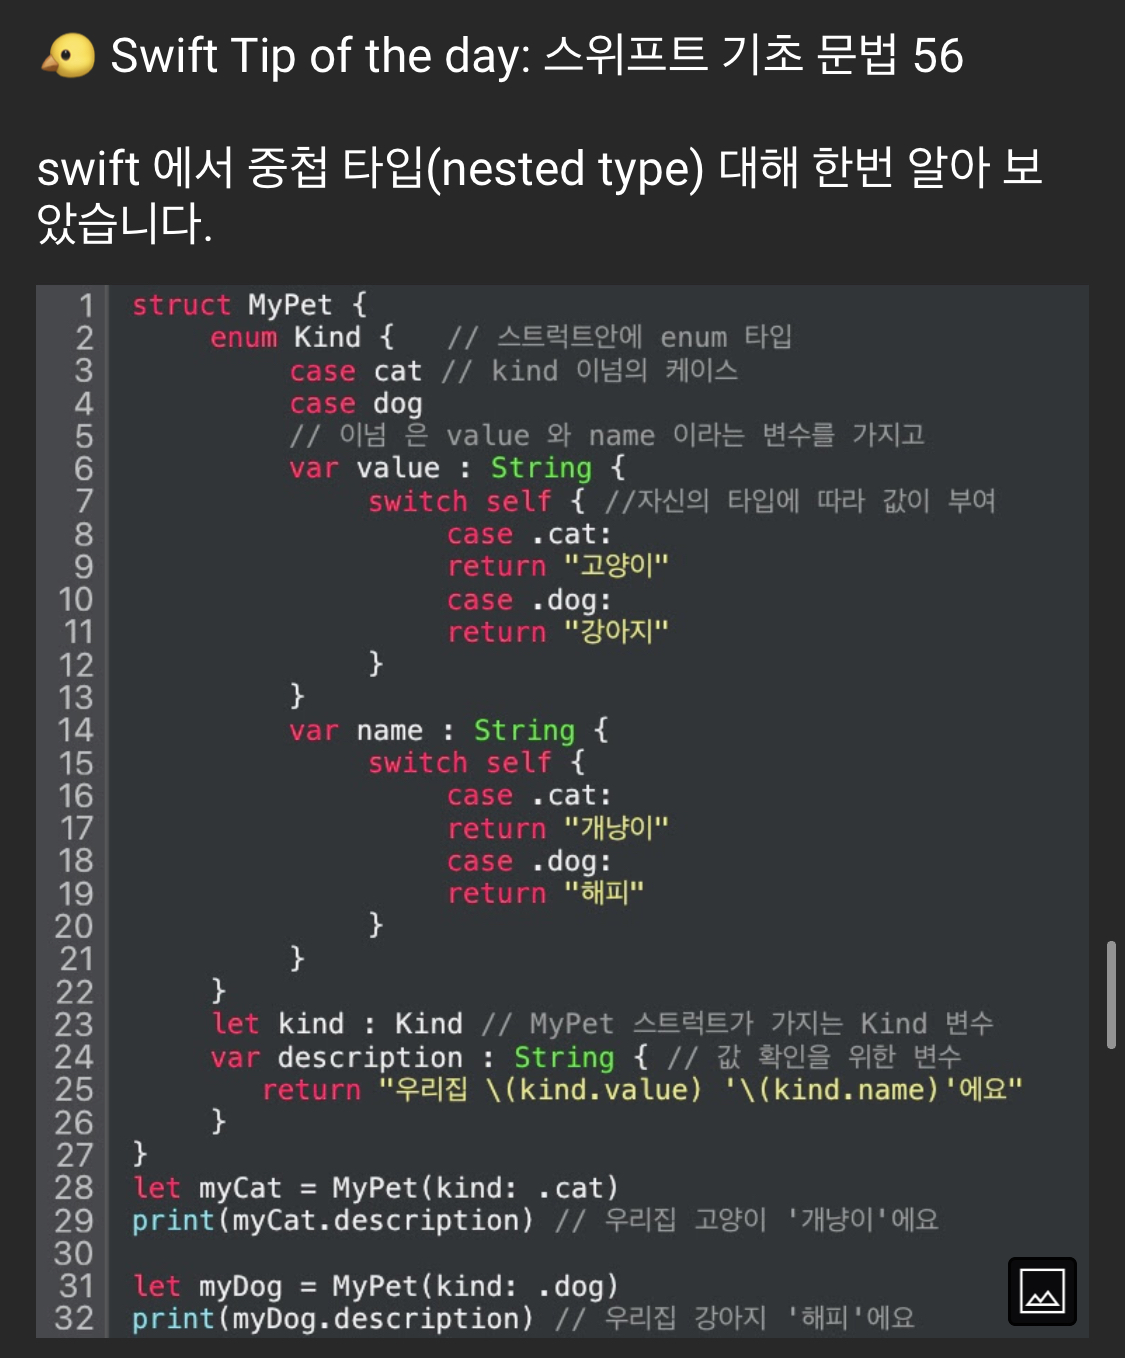 🐤 Swift Tip of the day: 스위프트 기초 문법 56
swift 에서 중첩 타입(nested type) 대해 한번 알아 보
았습니다.
1 struct MyPet {
2 enum Kind { // 스트럭트안에 enum 타입
3 case cat // kind 이넘의 케이스
4 case dog
5 // 이넘 은 value 와 name 이라는 변수를 가지고
6 var value : String {
7 switch self { //자신의 타입에 따라 값이 부여
8 case .cat:
9 return "고양이"
10 case .dog:
11 return "강아지"
12 }
13 }
14 var name : String {
15 switch self {
16 case .cat:
17 return "개냥이"
18 case .dog:
19 return "해피"
20 }
21 }
22 }
23 let kind : Kind // MyPet 스트럭트가 가지는 Kind 변수
24 var description : String { // 값 확인을 위한 변수
25 return "우리집 \(kind.value) '\(kind.name)'에요"
26 }
27 }
28 let myCat = MyPet(kind: .cat)
29 print(myCat.description) // 우리집 고양이 '개냥이'에요
30
31 let myDog = MyPet(kind: .dog)
32 print(myDog.description) // 우리집 강아지 '해피'에요